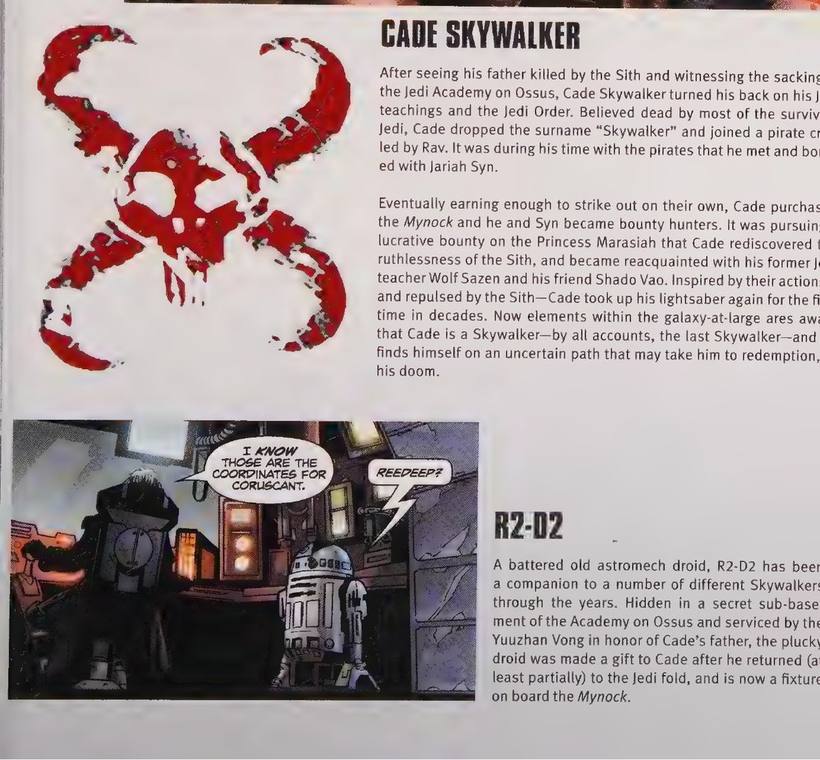 CADE SKYWALKER
After seeing his father killed by the Sith and witnessing the sacking
the Jedi Academy on Ossus, Cade Skywalker turned his back on his J
teachings and the Jedi Order. Believed dead by most of the surviv
Jedi, Cade dropped the surname “Skywalker” and joined a pirate cr
led by Rav. It was during his time with the pirates that he met and bo
ed with Jariah Syn.
Eventually earning enough to strike out on their own, Cade purchas
the Mynock and he and Syn became bounty hunters. It was pursuing
lucrative bounty on the Princess Marasiah that Cade rediscovered t
ruthlessness of the Sith, and became reacquainted with his former Je
teacher Wolf Sazen and his friend Shado Vao. Inspired by their action
and repulsed by the Sith—Cade took up his lightsaber again for the fi
time in decades. Now elements within the galaxy-at-large ares awa
that Cade is a Skywalker—by all accounts, the last Skywalker—and
finds himself on an uncertain path that may take him to redemption,
his doom.
I KNOW
THOSE ARE THE
COORDINATES FOR
CORUSCANT.
REEDEEP?
R2-D2
A battered old astromech droid, R2-D2 has been
a companion to a number of different Skywalkers
through the years. Hidden in a secret sub-base
ment of the Academy on Ossus and serviced by the
Yuuzhan Vong in honor of Cade's father, the plucky
droid was made a gift to Cade after he returned (at
least partially) to the Jedi fold, and is now a fixture
on board the Mynock.